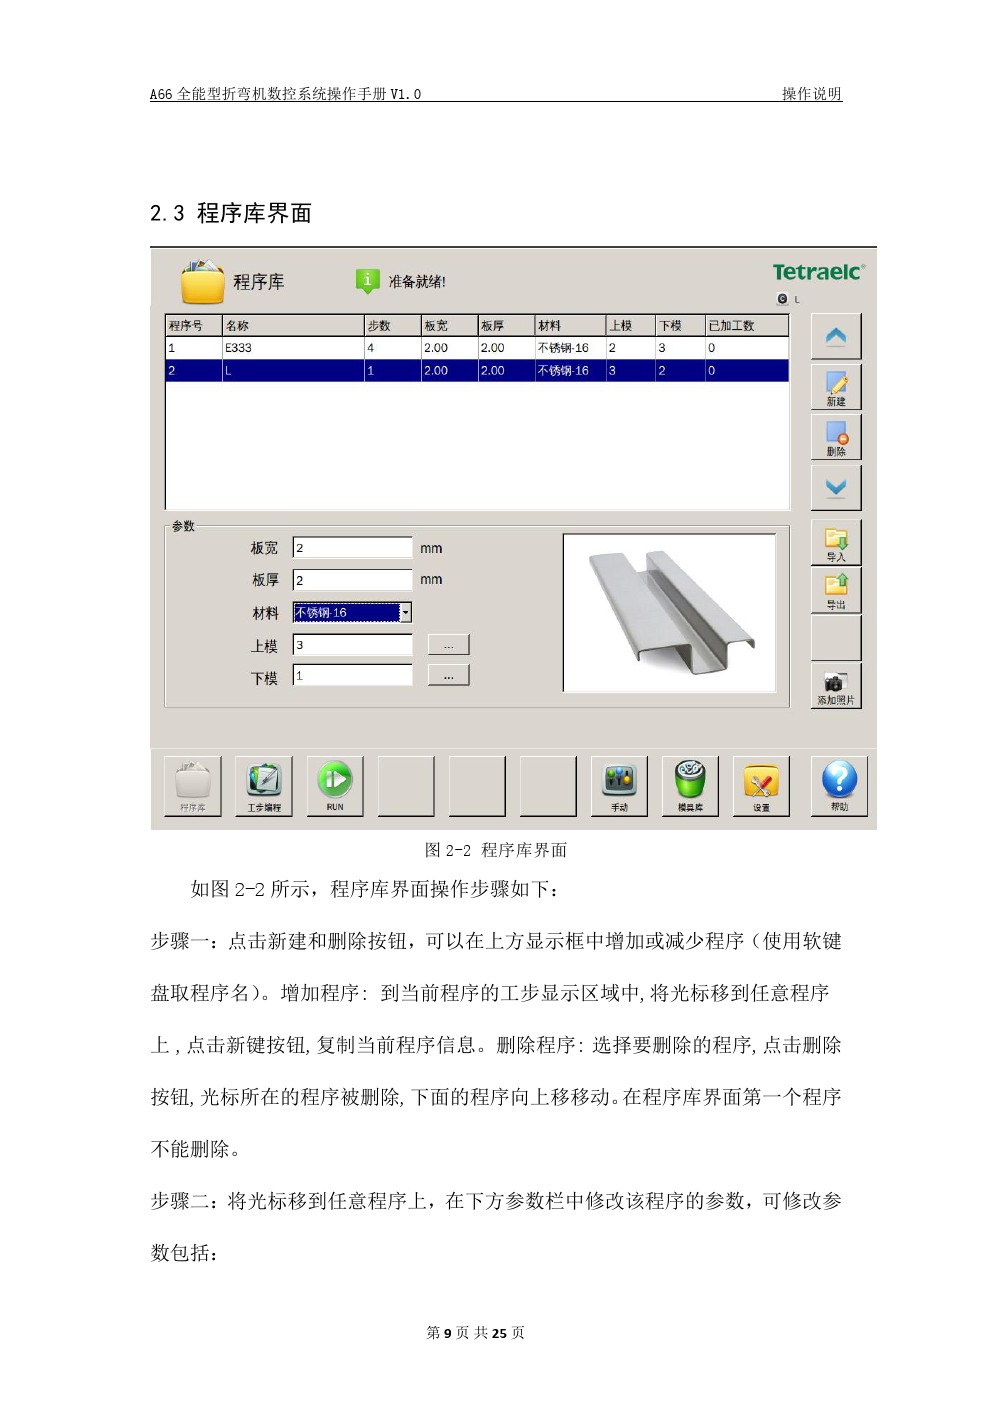 A66 全能型折弯机数控系统操作手册 V1.0 操作说明
2.3 程序库界面
程序库 准备就绪! Tetraelc
L
程序号 名称 步数 板宽 板厚 材料 上模 下模 已加工数
1 E333 4 2.00 2.00 不锈钢-16 2 3 0
2 L 1 2.00 2.00 不锈钢-16 3 2 0
新建
删除
参数
板宽 2 mm
导入
板厚 2 mm
材料 不锈钢-16
导出
上模 3 ...
下模 1 ...
添加照片
程序库 工步编程 RUN 手动 模具库 设置 帮助
图 2-2 程序库界面
如图 2-2 所示，程序库界面操作步骤如下：
步骤一：点击新建和删除按钮，可以在上方显示框中增加或减少程序（使用软键
盘取程序名）。增加程序: 到当前程序的工步显示区域中,将光标移到任意程序
上 ,点击新键按钮,复制当前程序信息。删除程序: 选择要删除的程序,点击删除
按钮,光标所在的程序被删除,下面的程序向上移移动。在程序库界面第一个程序
不能删除。
步骤二：将光标移到任意程序上，在下方参数栏中修改该程序的参数，可修改参
数包括：
第 9 页 共 25 页